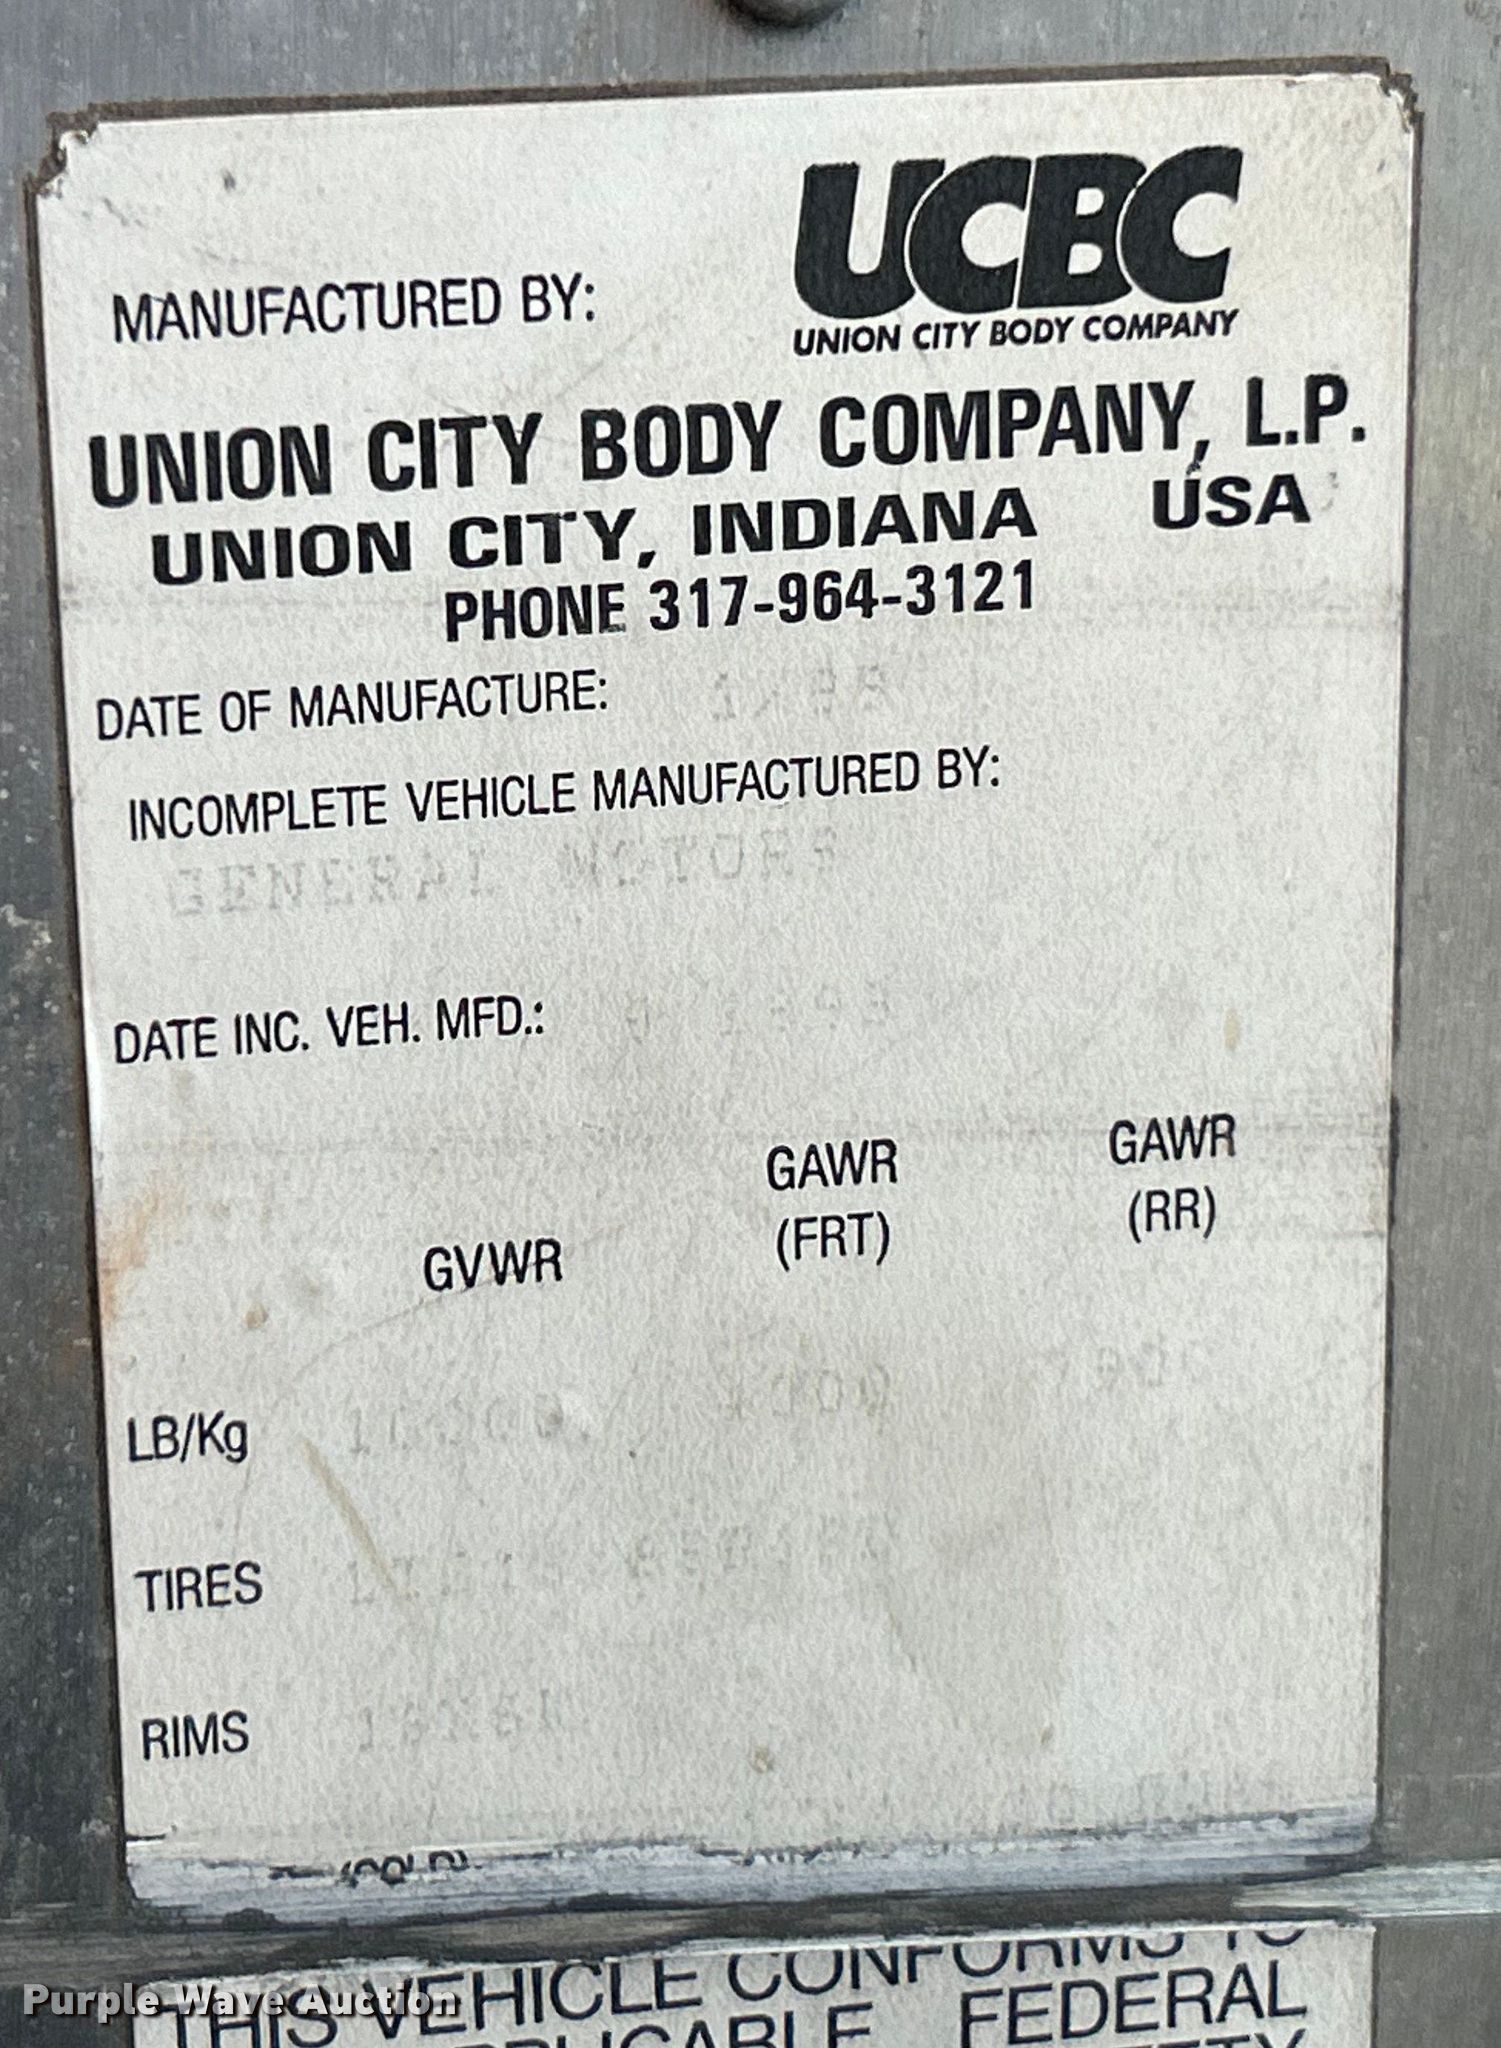 UCBC
UNION CITY BODY COMPANY
MANUFACTURED BY:
UNION CITY BODY COMPANY, L.P.
UNION CITY, INDIANA USA
PHONE 317-964-3121
DATE OF MANUFACTURE:
INCOMPLETE VEHICLE MANUFACTURED BY:
GENERAL MOTORS
DATE INC. VEH. MFD.:
GVWR
GAWR
(FRT)
GAWR
(RR)
LB/Kg
TIRES
RIMS
THIS VEHICLE CONFORMS TO
FEDERAL
Purple Wave Auction